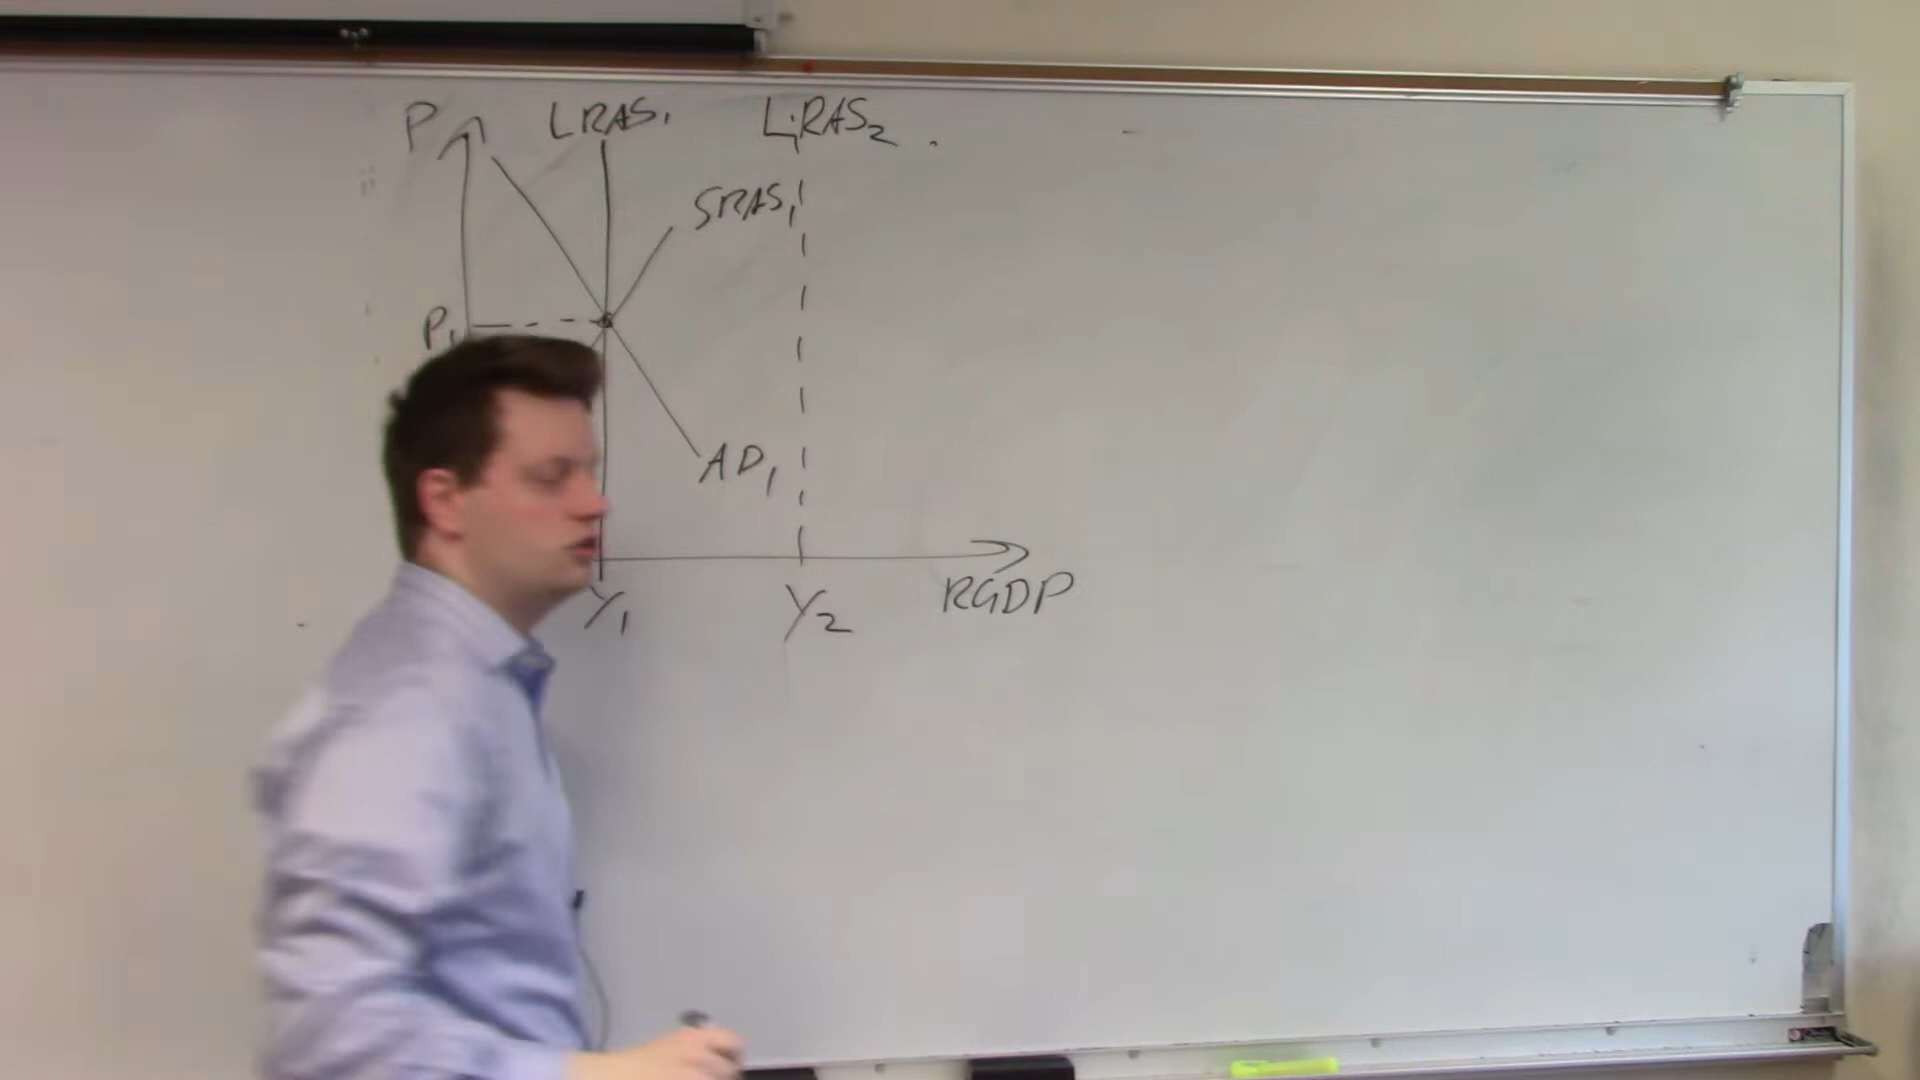 P LRAS₁ LRAS₂
SRAS₁
P₁
AD₁
Y₁ Y₂ RGDP